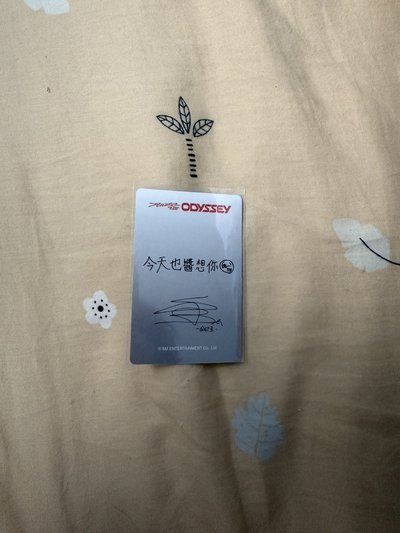 ODYSSEY
今天也醬想你
© SM ENTERTAINMENT Co., Ltd.